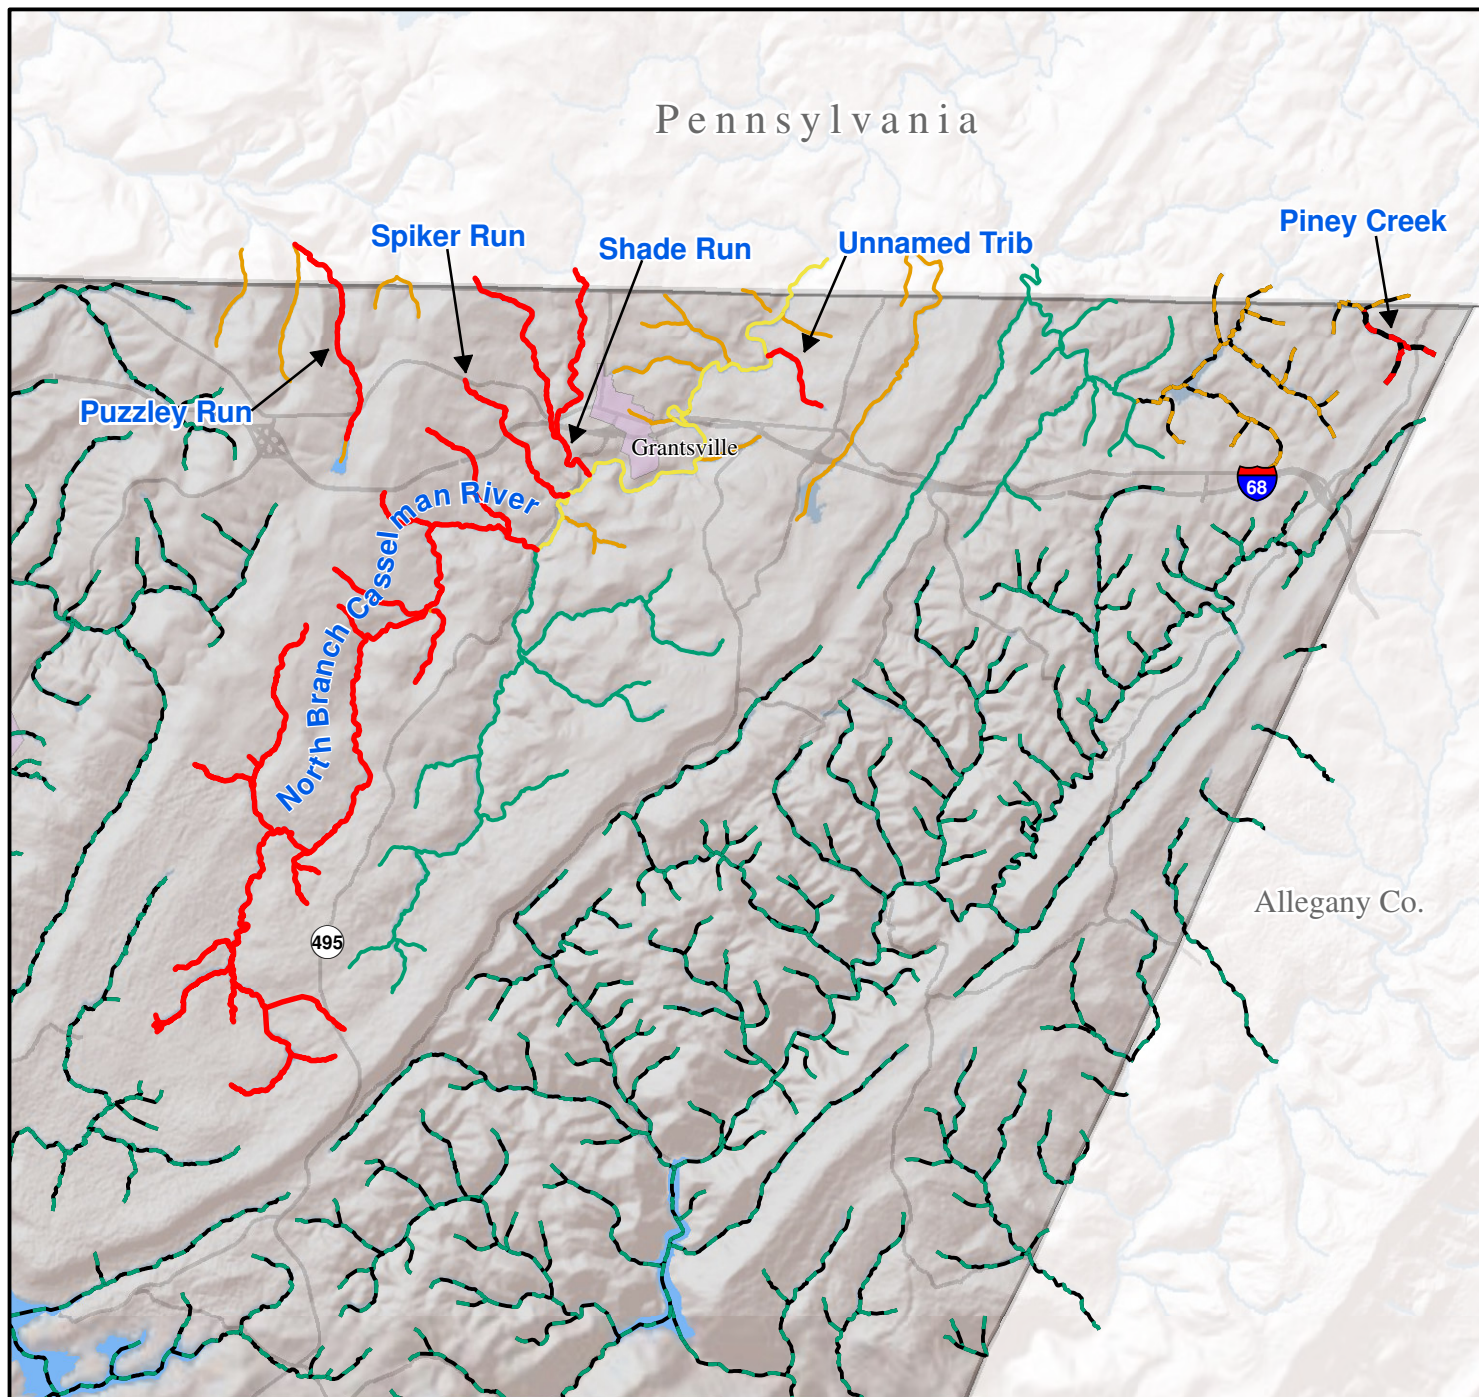 Pennsylvania
Piney Creek
Spiker Run
Shade Run
Unnamed Trib
Puzzley Run
Grantsville
68
North Branch Casselman River
Allegany Co.
495